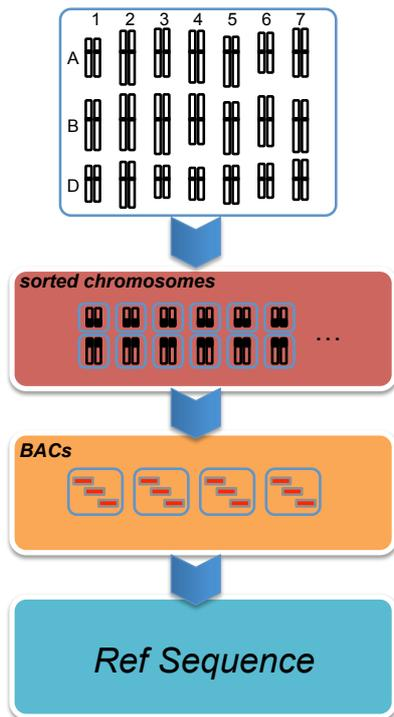 1 2 3 4 5 6 7
A
B
D
sorted chromosomes
...
BACs
Ref Sequence